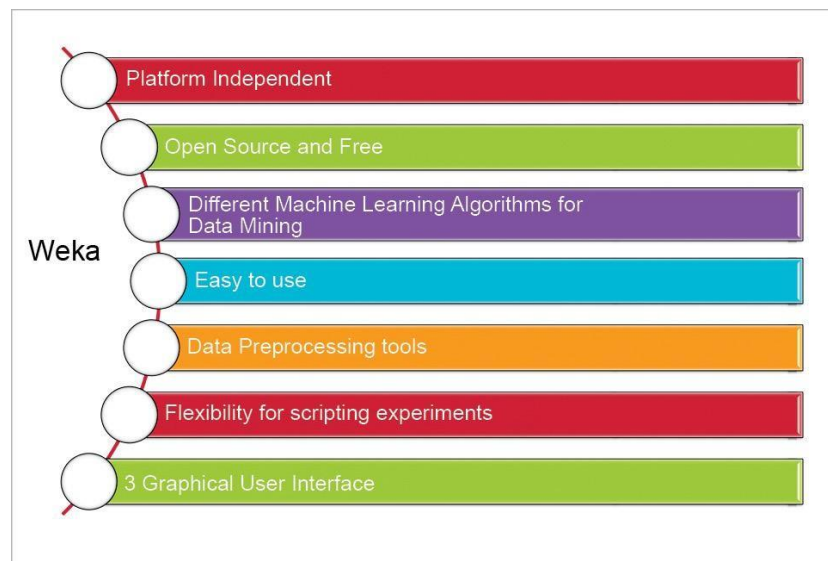 Platform Independent
Open Source and Free
Different Machine Learning Algorithms for
Data Mining
Weka
Easy to use
Data Preprocessing tools
Flexibility for scripting experiments
3 Graphical User Interface